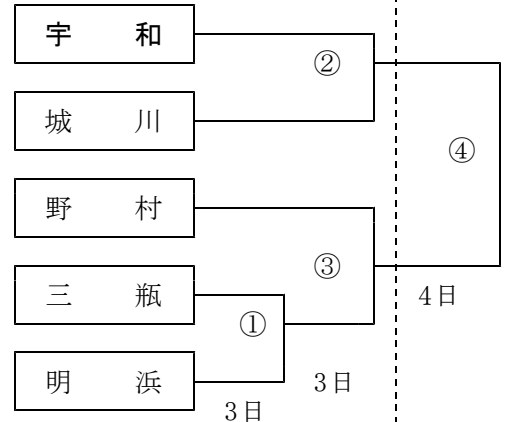 宇 和
②
城 川
④
野 村
③
三 瓶
4日
①
明 浜
3日
3日